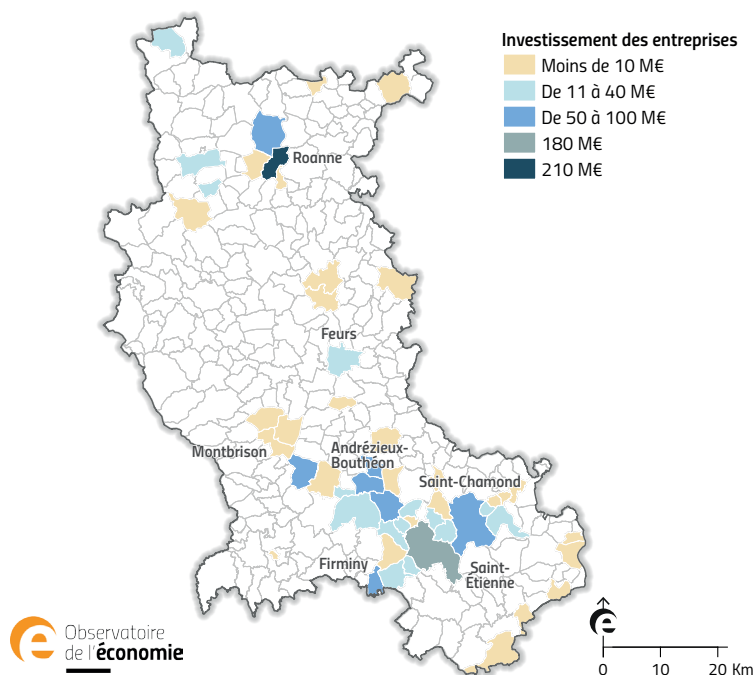 Investissement des entreprises
Moins de 10 M€
De 11 à 40 M€
De 50 à 100 M€
180 M€
210 M€
Roanne
Feurs
Montbrison
Andrézieux-
Bouthéon
Saint-Chamond
Firminy
Saint-
Etienne
e Observatoire
de l'économie
e
0 10 20 Km